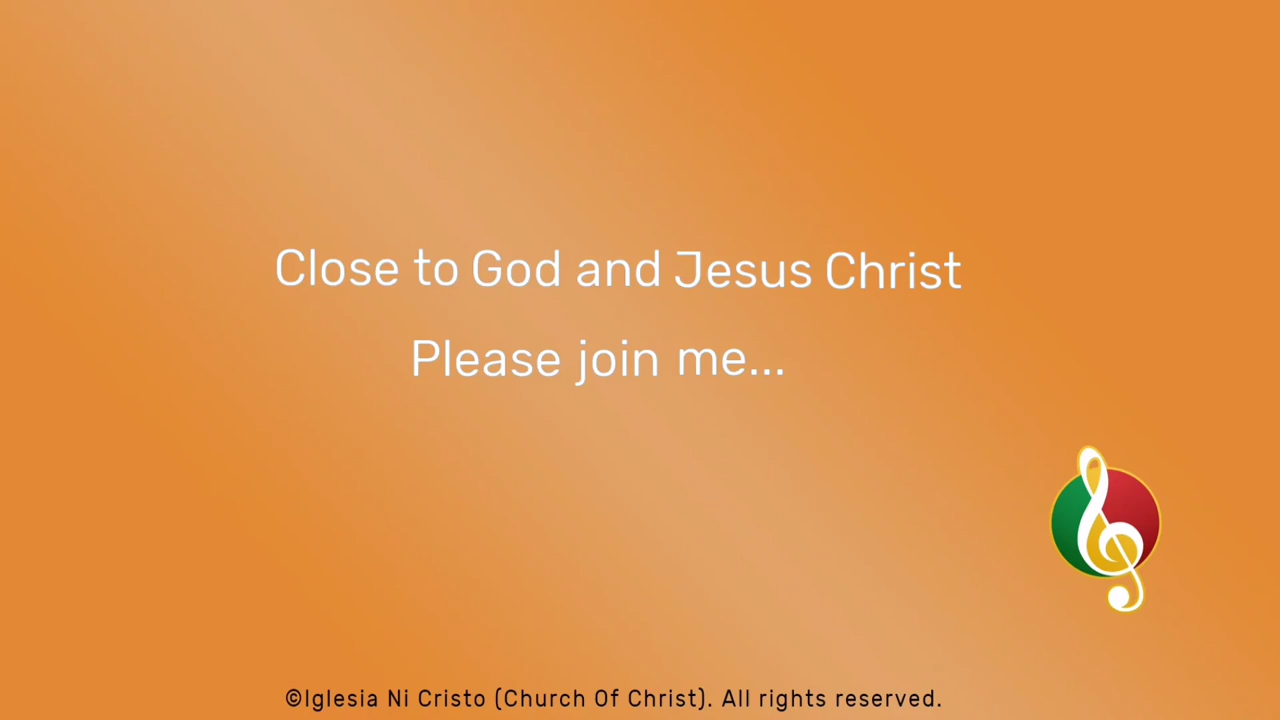 Close to God and Jesus Christ
Please join me...
©Iglesia Ni Cristo (Church Of Christ). All rights reserved.